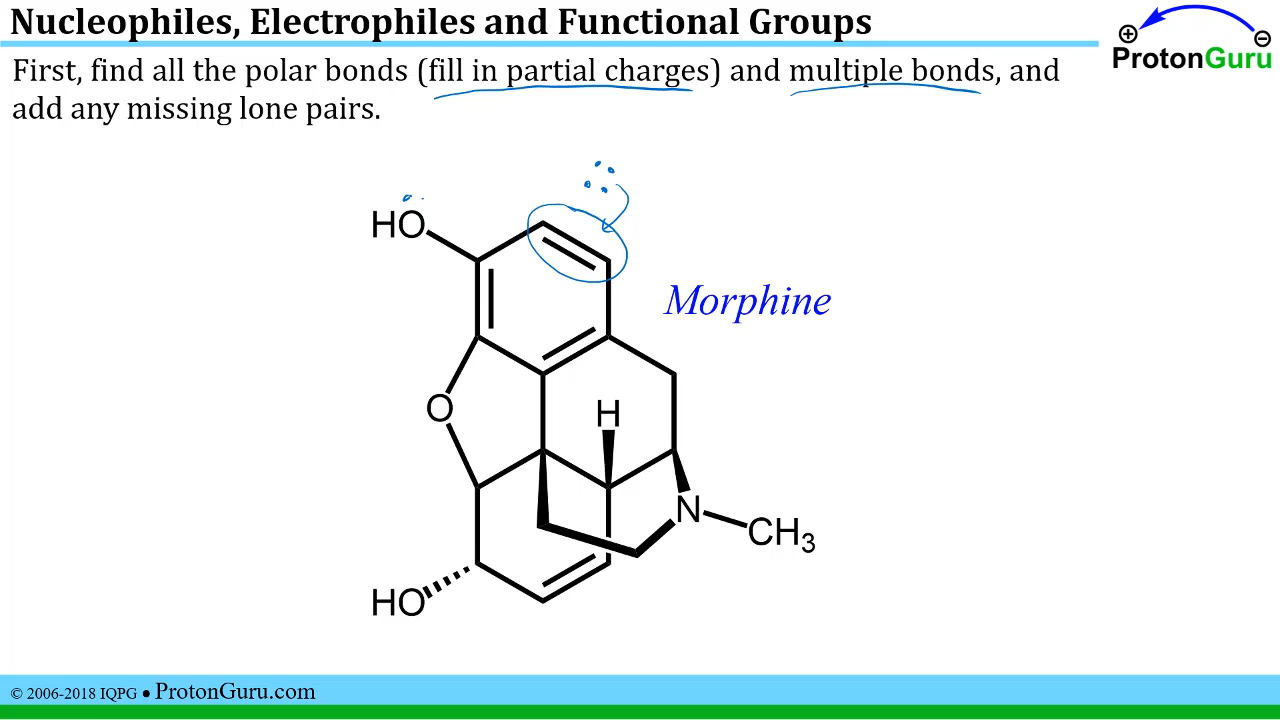 Nucleophiles, Electrophiles and Functional Groups
ProtonGuru
First, find all the polar bonds (fill in partial charges) and multiple bonds, and
add any missing lone pairs.
HO
Morphine
O
H
N
CH3
HO
© 2006-2018 IQPG ● ProtonGuru.com